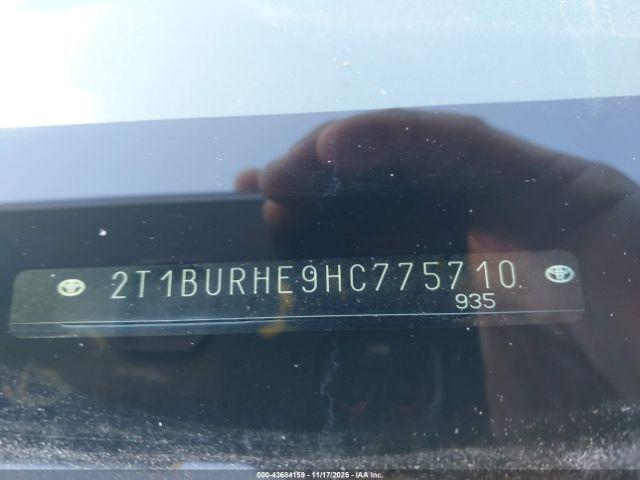 2T1BURHE9HC775710
935
000-43684159 - 11/17/2025 - © IAA Inc.